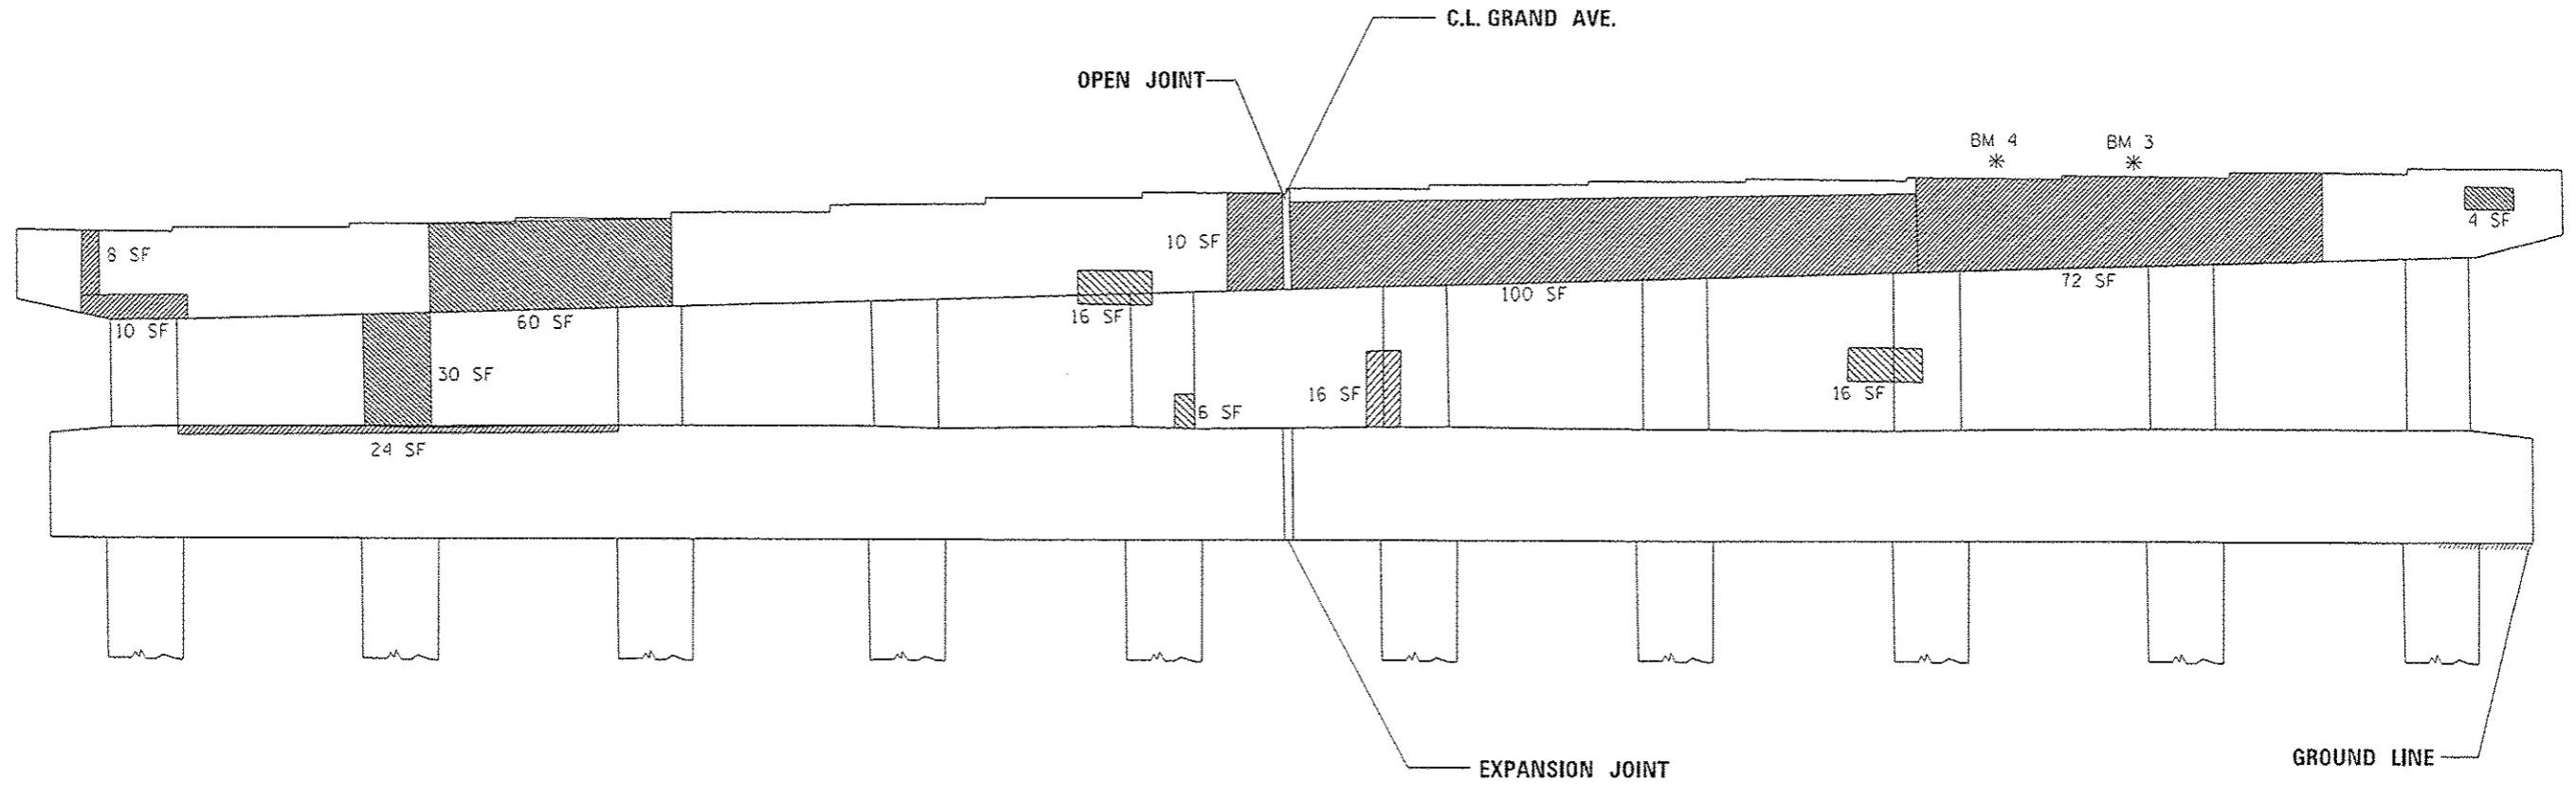 C.L. GRAND AVE.
OPEN JOINT
BM 4
BM 3
4 SF
10 SF
8 SF
72 SF
100 SF
16 SF
60 SF
10 SF
30 SF
16 SF
16 SF
6 SF
24 SF
GROUND LINE
EXPANSION JOINT